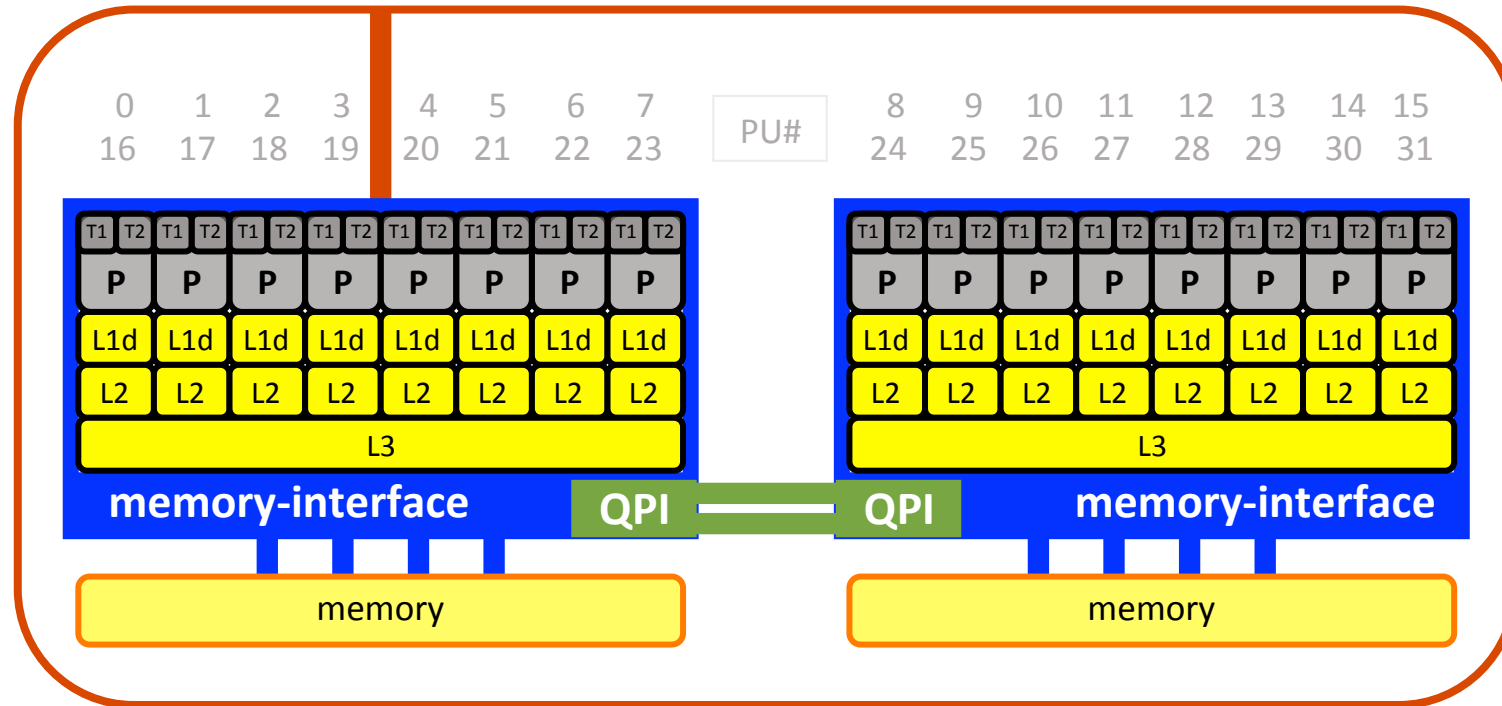 0 1 2 3 4 5 6 7 PU# 8 9 10 11 12 13 14 15
16 17 18 19 20 21 22 23 24 25 26 27 28 29 30 31
T1 T2 T1 T2 T1 T2 T1 T2 T1 T2 T1 T2 T1 T2 T1 T2 T1 T2 T1 T2 T1 T2 T1 T2 T1 T2 T1 T2 T1 T2 T1 T2
P P P P P P P P P P P P P P P P
L1d L1d L1d L1d L1d L1d L1d L1d L1d L1d L1d L1d L1d L1d L1d L1d
L2 L2 L2 L2 L2 L2 L2 L2 L2 L2 L2 L2 L2 L2 L2 L2
L3 L3
memory-interface QPI QPI memory-interface
memory memory